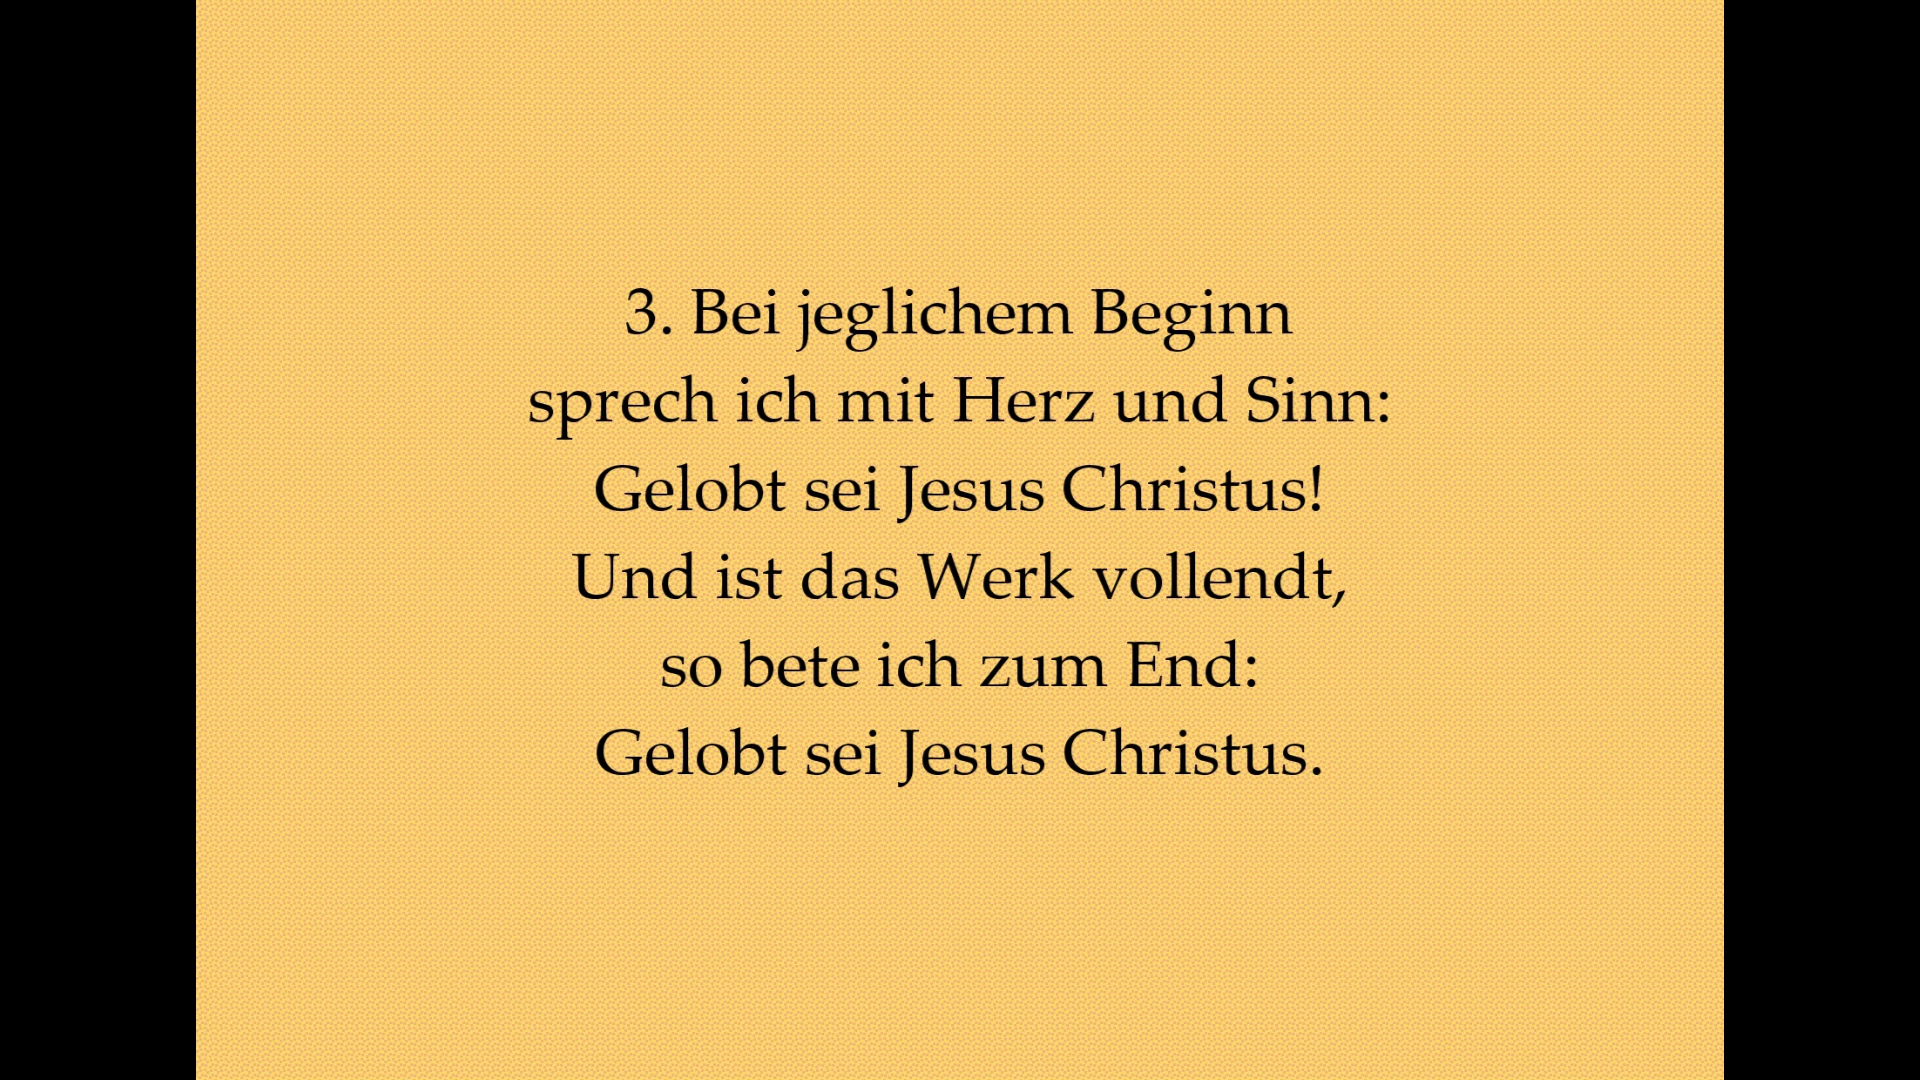 3. Bei jeglichem Beginn
sprech ich mit Herz und Sinn:
Gelobt sei Jesus Christus!
Und ist das Werk vollendt,
so bete ich zum End:
Gelobt sei Jesus Christus.